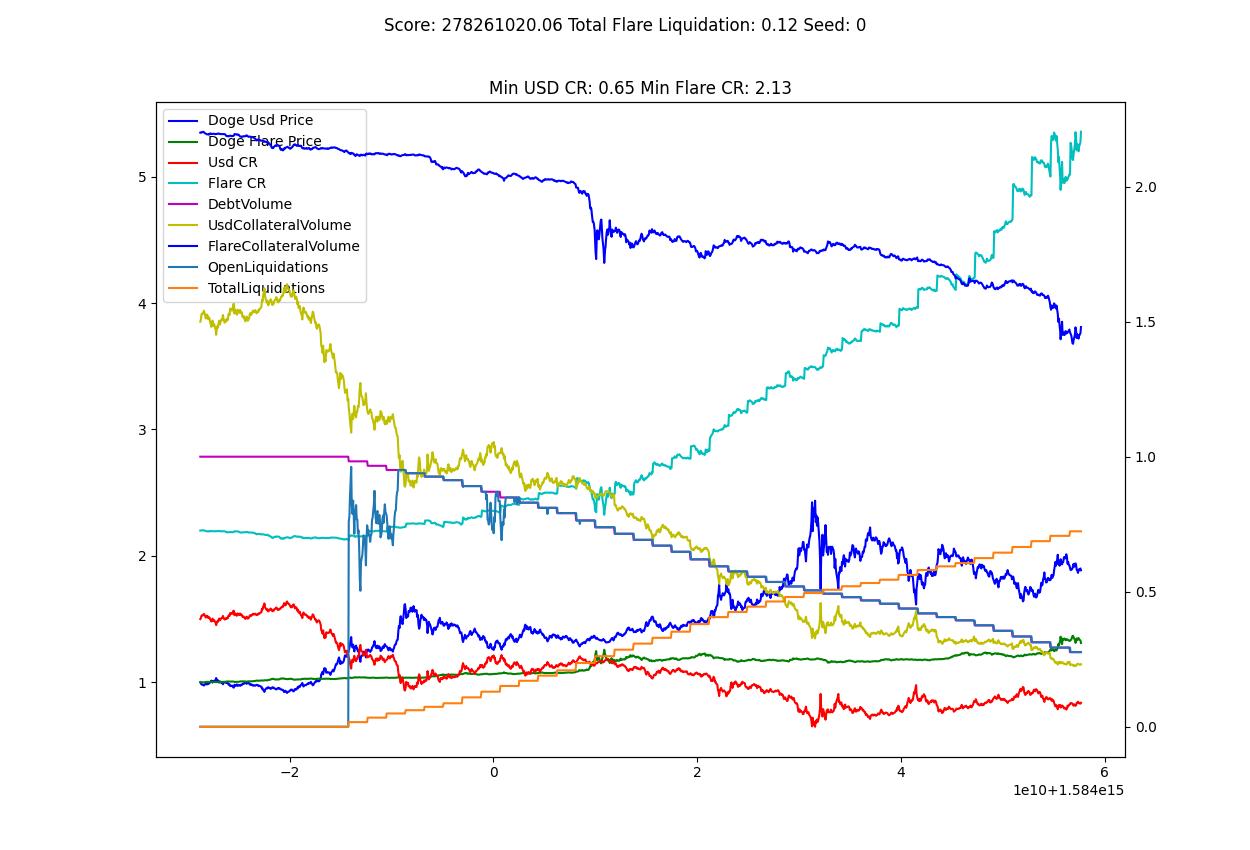 Score: 278261020.06 Total Flare Liquidation: 0.12 Seed: 0
Min USD CR: 0.65 Min Flare CR: 2.13
Doge Usd Price
Doge Flare Price
Usd CR
Flare CR
DebtVolume
UsdCollateralVolume
FlareCollateralVolume
OpenLiquidations
TotalLiquidations
5
4
3
2
1
2.0
1.5
1.0
0.5
0.0
−2 0 2 4 6
1e10+1.584e15